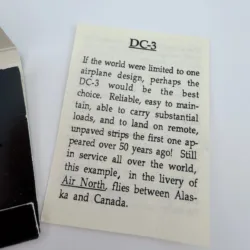 DC-3
If the world were limited to one
airplane design, perhaps the
DC-3 would be the best
choice. Reliable, easy to main-
tain, able to carry substantial
loads, and to land on remote,
unpaved strips the first one ap-
peared over 50 years ago! Still
in service all over the world,
this example, in the livery of
Air North, flies between Alas-
ka and Canada.